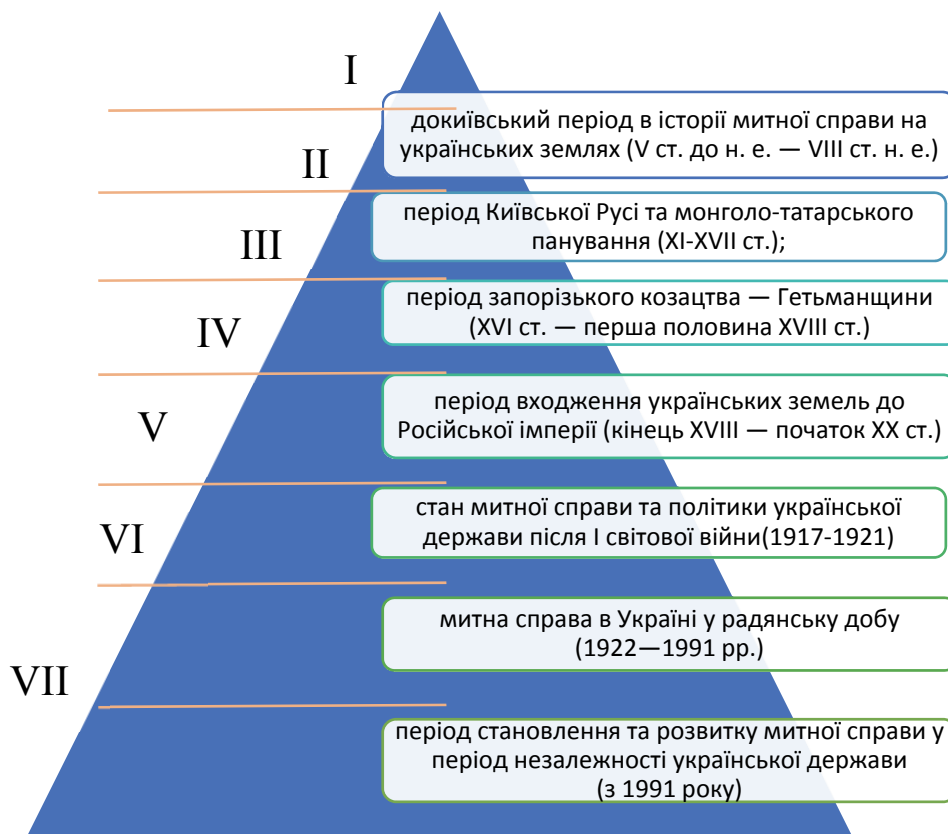 I
докиївський період в історії митної справи на
українських землях (V ст. до н. е. — VIII ст. н. е.)
II
період Київської Русі та монголо-татарського
панування (XI-XVII ст.);
III
період запорізького козацтва — Гетьманщини
(XVI ст. — перша половина XVIII ст.)
IV
період входження українських земель до
Російської імперії (кінець XVIII — початок XX ст.)
V
стан митної справи та політики української
держави після І світової війни(1917-1921)
VI
митна справа в Україні у радянську добу
(1922—1991 рр.)
VII
період становлення та розвитку митної справи у
період незалежності української держави
(з 1991 року)